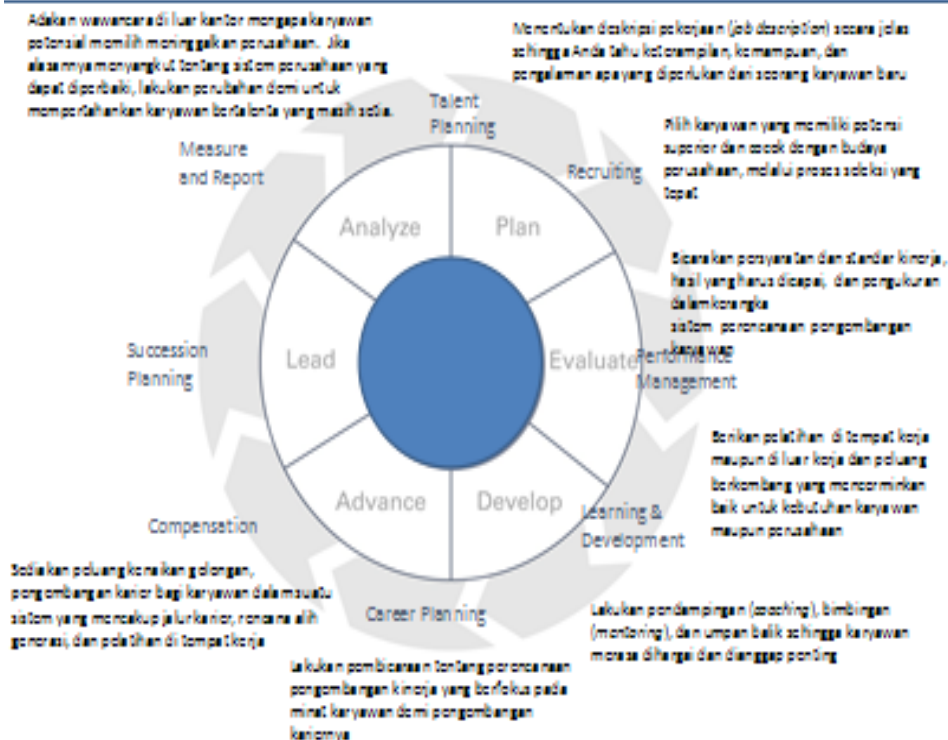 Adakan wawancara di luar kantor mengapa karyawan
potensial memilih meninggalkan perusahaan. Jika
alasannya menyangkut tentang sistem perusahaan yang
dapat diperbaiki, lakukan perubahan demi untuk
mempertahankan karyawan bertalenta yang masih setia.
Menentukan deskripsi pekerjaan (job description) secara jelas
sehingga Anda tahu keterampilan, kemampuan, dan
pengalaman apa yang diperlukan dari seorang karyawan baru
Talent
Planning
Pilih karyawan yang memiliki potensi
superior dan cocok dengan budaya
perusahaan, melalui proses seleksi yang
tepat
Measure
and Report
Recruiting
Analyze
Plan
Bicarakan persyaratan dan standar kinerja,
hasil yang harus dicapai, dan pengukuran
dalam kerangka
sistem perencanaan pengembangan
karyawan
Succession
Planning
Lead
Evaluate
Performance
Management
Berikan pelatihan di tempat kerja
maupun di luar kerja dan peluang
berkembang yang mencerminkan
baik untuk kebutuhan karyawan
maupun perusahaan
Advance
Develop
Compensation
Learning &
Development
Sediakan peluang kenaikan golongan,
pengembangan karier bagi karyawan dalam suatu
sistem yang mencakup jalur karier, rencana alih
generasi, dan pelatihan di tempat kerja
Career Planning
Lakukan pendampingan (coaching), bimbingan
(mentoring), dan umpan balik sehingga karyawan
merasa dihargai dan dianggap penting
Lakukan pembicaraan tentang perencanaan
pengembangan kinerja yang berfokus pada
minat karyawan demi pengembangan
kariernya